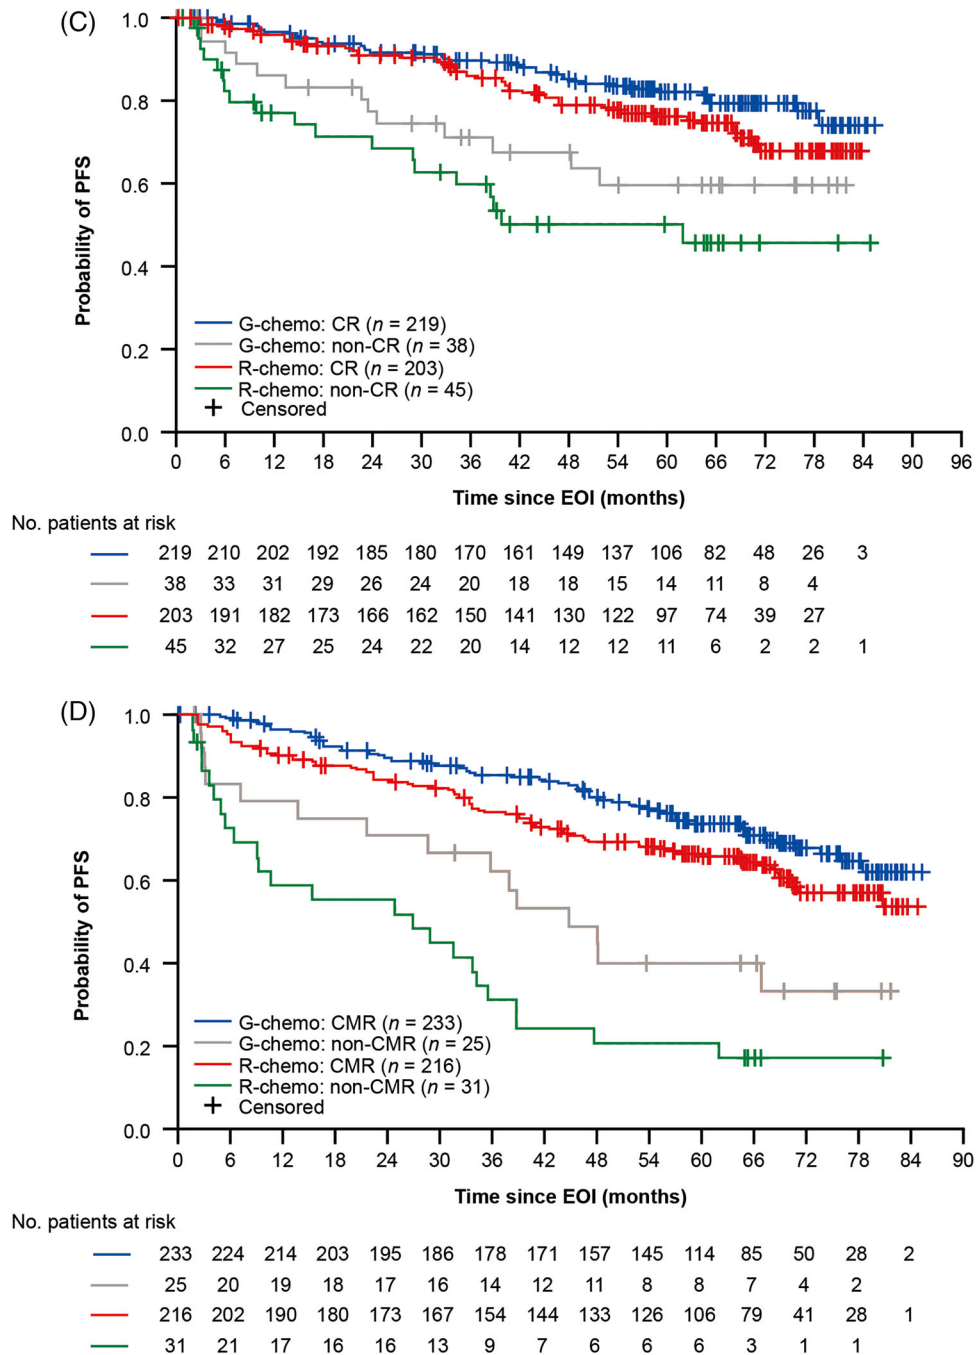 (C)
1.0
0.8
0.6
0.4
0.2
0.0
Probability of PFS
G-chemo: CR (n = 219)
G-chemo: non-CR (n = 38)
R-chemo: CR (n = 203)
R-chemo: non-CR (n = 45)
Censored
0 6 12 18 24 30 36 42 48 54 60 66 72 78 84 90 96
Time since EOI (months)
No. patients at risk
219 210 202 192 185 180 170 161 149 137 106 82 48 26 3
38 33 31 29 26 24 20 18 18 15 14 11 8 4
203 191 182 173 166 162 150 141 130 122 97 74 39 27
45 32 27 25 24 22 20 14 12 12 11 6 2 2 1
(D)
1.0
0.8
0.6
0.4
0.2
0.0
Probability of PFS
G-chemo: CMR (n = 233)
G-chemo: non-CMR (n = 25)
R-chemo: CMR (n = 216)
R-chemo: non-CMR (n = 31)
Censored
0 6 12 18 24 30 36 42 48 54 60 66 72 78 84 90
Time since EOI (months)
No. patients at risk
233 224 214 203 195 186 178 171 157 145 114 85 50 28 2
25 20 19 18 17 16 14 12 11 8 8 7 4 2
216 202 190 180 173 167 154 144 133 126 106 79 41 28 1
31 21 17 16 16 13 9 7 6 6 6 3 1 1